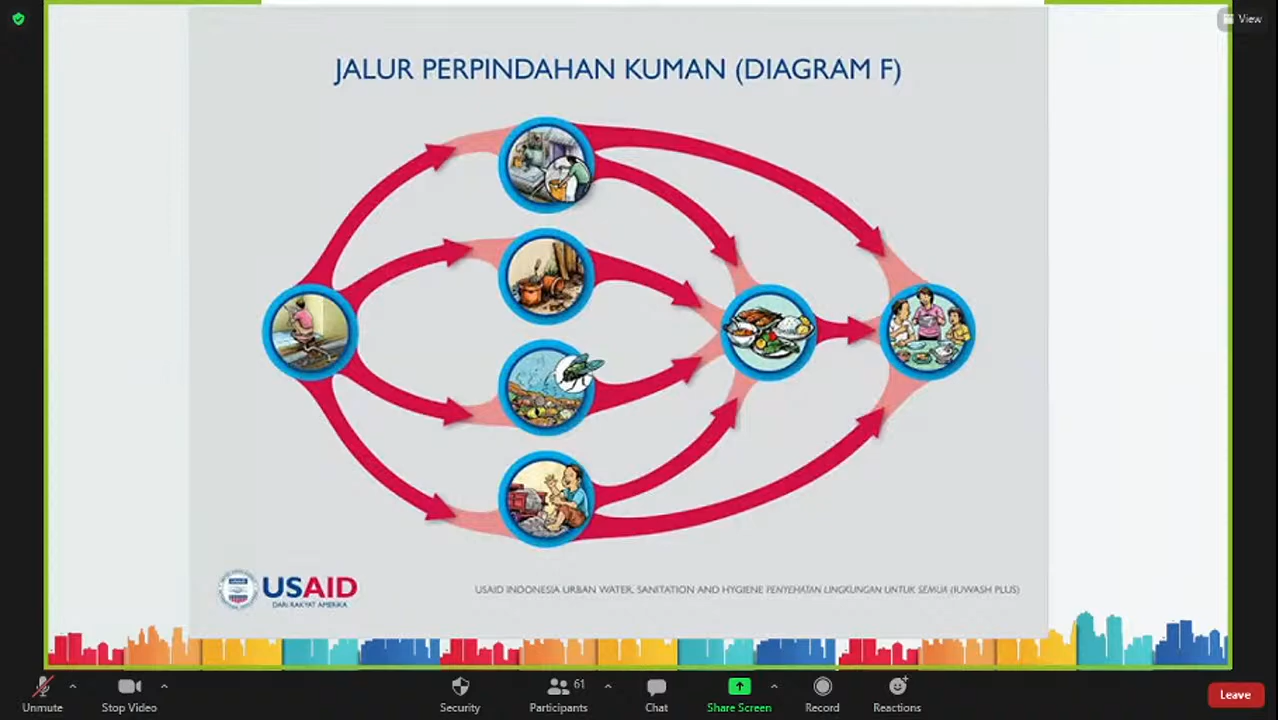 View
JALUR PERPINDAHAN KUMAN (DIAGRAM F)
USAID
DARI RAKYAT AMERIKA
USAID INDONESIA URBAN WATER, SANITATION AND HYGIENE PENYEHATAN LINGKUNGAN UNTUK SEMUA (IUWASH PLUS)
Unmute
Stop Video
Security
61
Participants
Chat
Share Screen
Record
Reactions
Leave